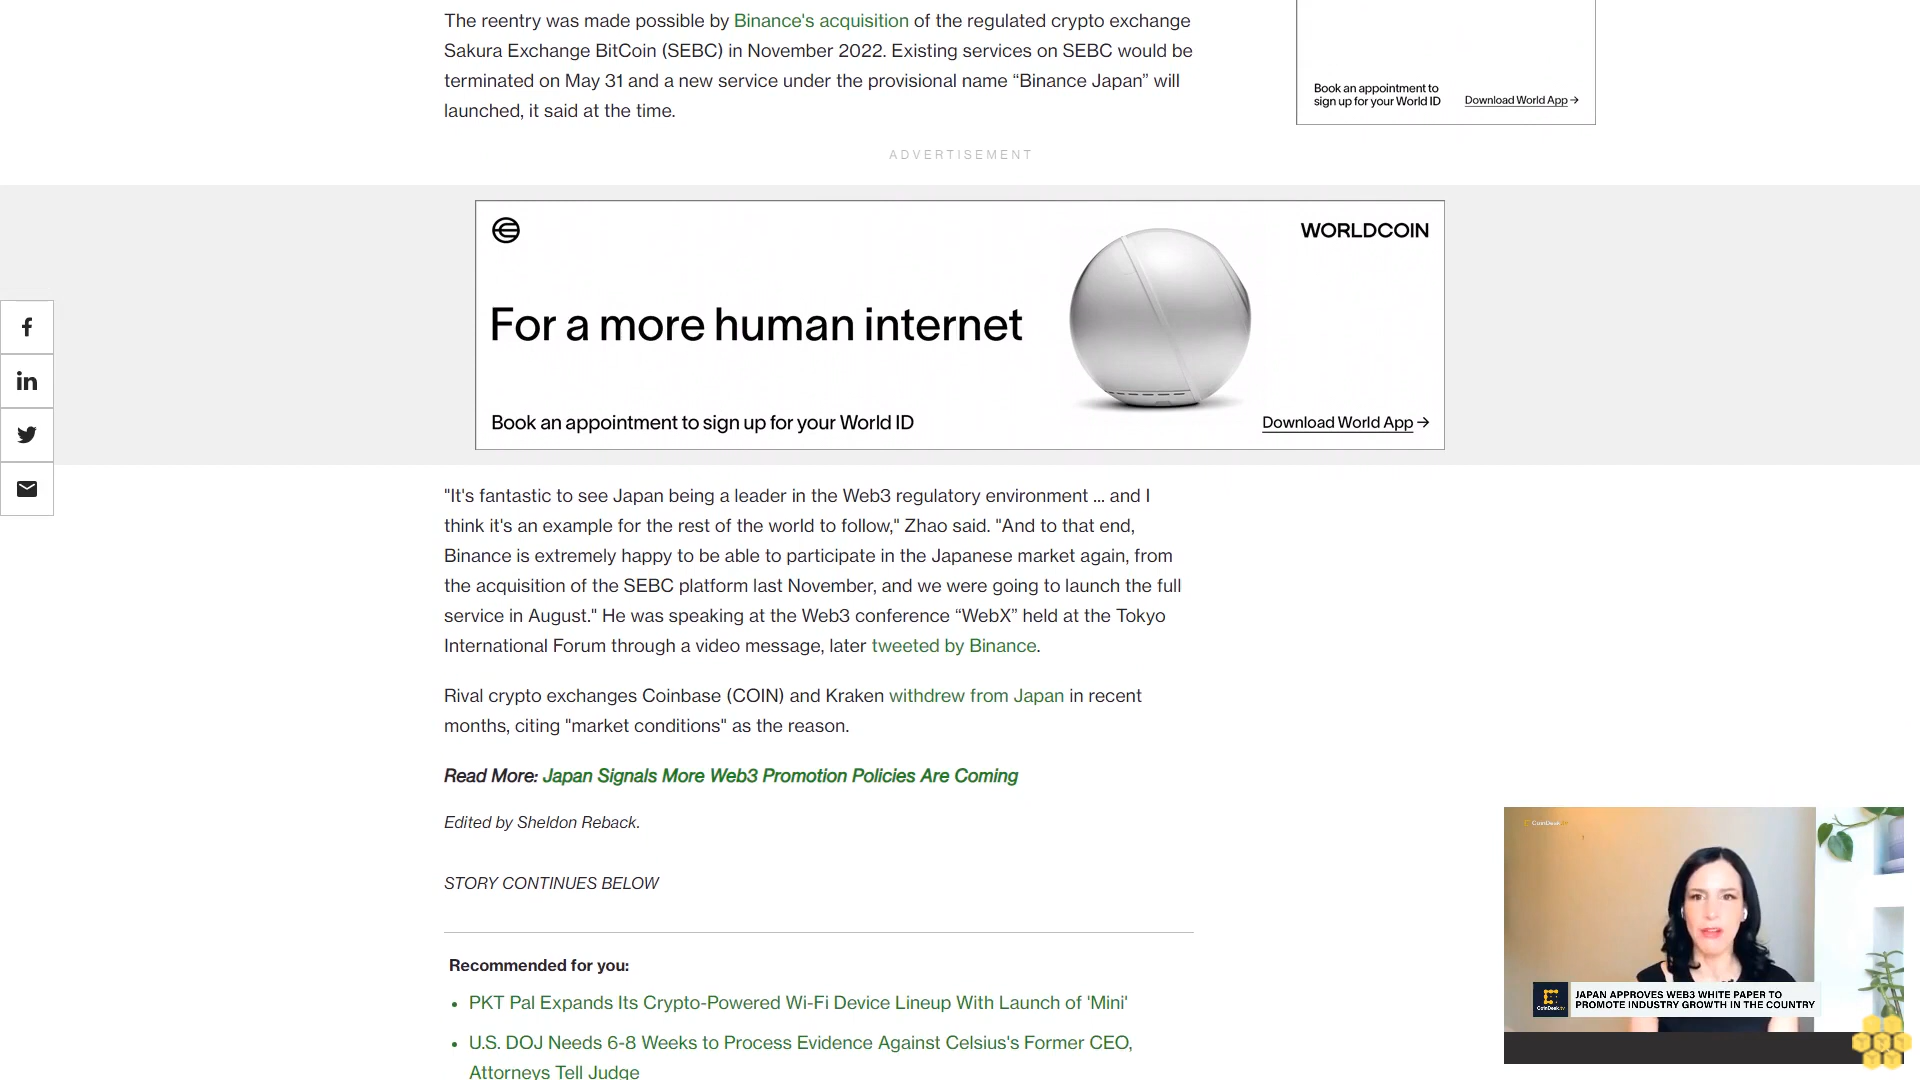 The reentry was made possible by Binance's acquisition of the regulated crypto exchange
Sakura Exchange BitCoin (SEBC) in November 2022. Existing services on SEBC would be
terminated on May 31 and a new service under the provisional name “Binance Japan” will
launched, it said at the time.
Book an appointment to
sign up for your World ID
Download World App →
ADVERTISEMENT
WORLDCOIN
For a more human internet
Book an appointment to sign up for your World ID
Download World App →
"It's fantastic to see Japan being a leader in the Web3 regulatory environment ... and I
think it's an example for the rest of the world to follow," Zhao said. "And to that end,
Binance is extremely happy to be able to participate in the Japanese market again, from
the acquisition of the SEBC platform last November, and we were going to launch the full
service in August." He was speaking at the Web3 conference “WebX” held at the Tokyo
International Forum through a video message, later tweeted by Binance.
Rival crypto exchanges Coinbase (COIN) and Kraken withdrew from Japan in recent
months, citing "market conditions" as the reason.
Read More: Japan Signals More Web3 Promotion Policies Are Coming
Edited by Sheldon Reback.
STORY CONTINUES BELOW
Recommended for you:
• PKT Pal Expands Its Crypto-Powered Wi-Fi Device Lineup With Launch of 'Mini'
• U.S. DOJ Needs 6-8 Weeks to Process Evidence Against Celsius's Former CEO,
Attorneys Tell Judge
CoinDesk TV
CoinDesk TV
JAPAN APPROVES WEB3 WHITE PAPER TO
PROMOTE INDUSTRY GROWTH IN THE COUNTRY